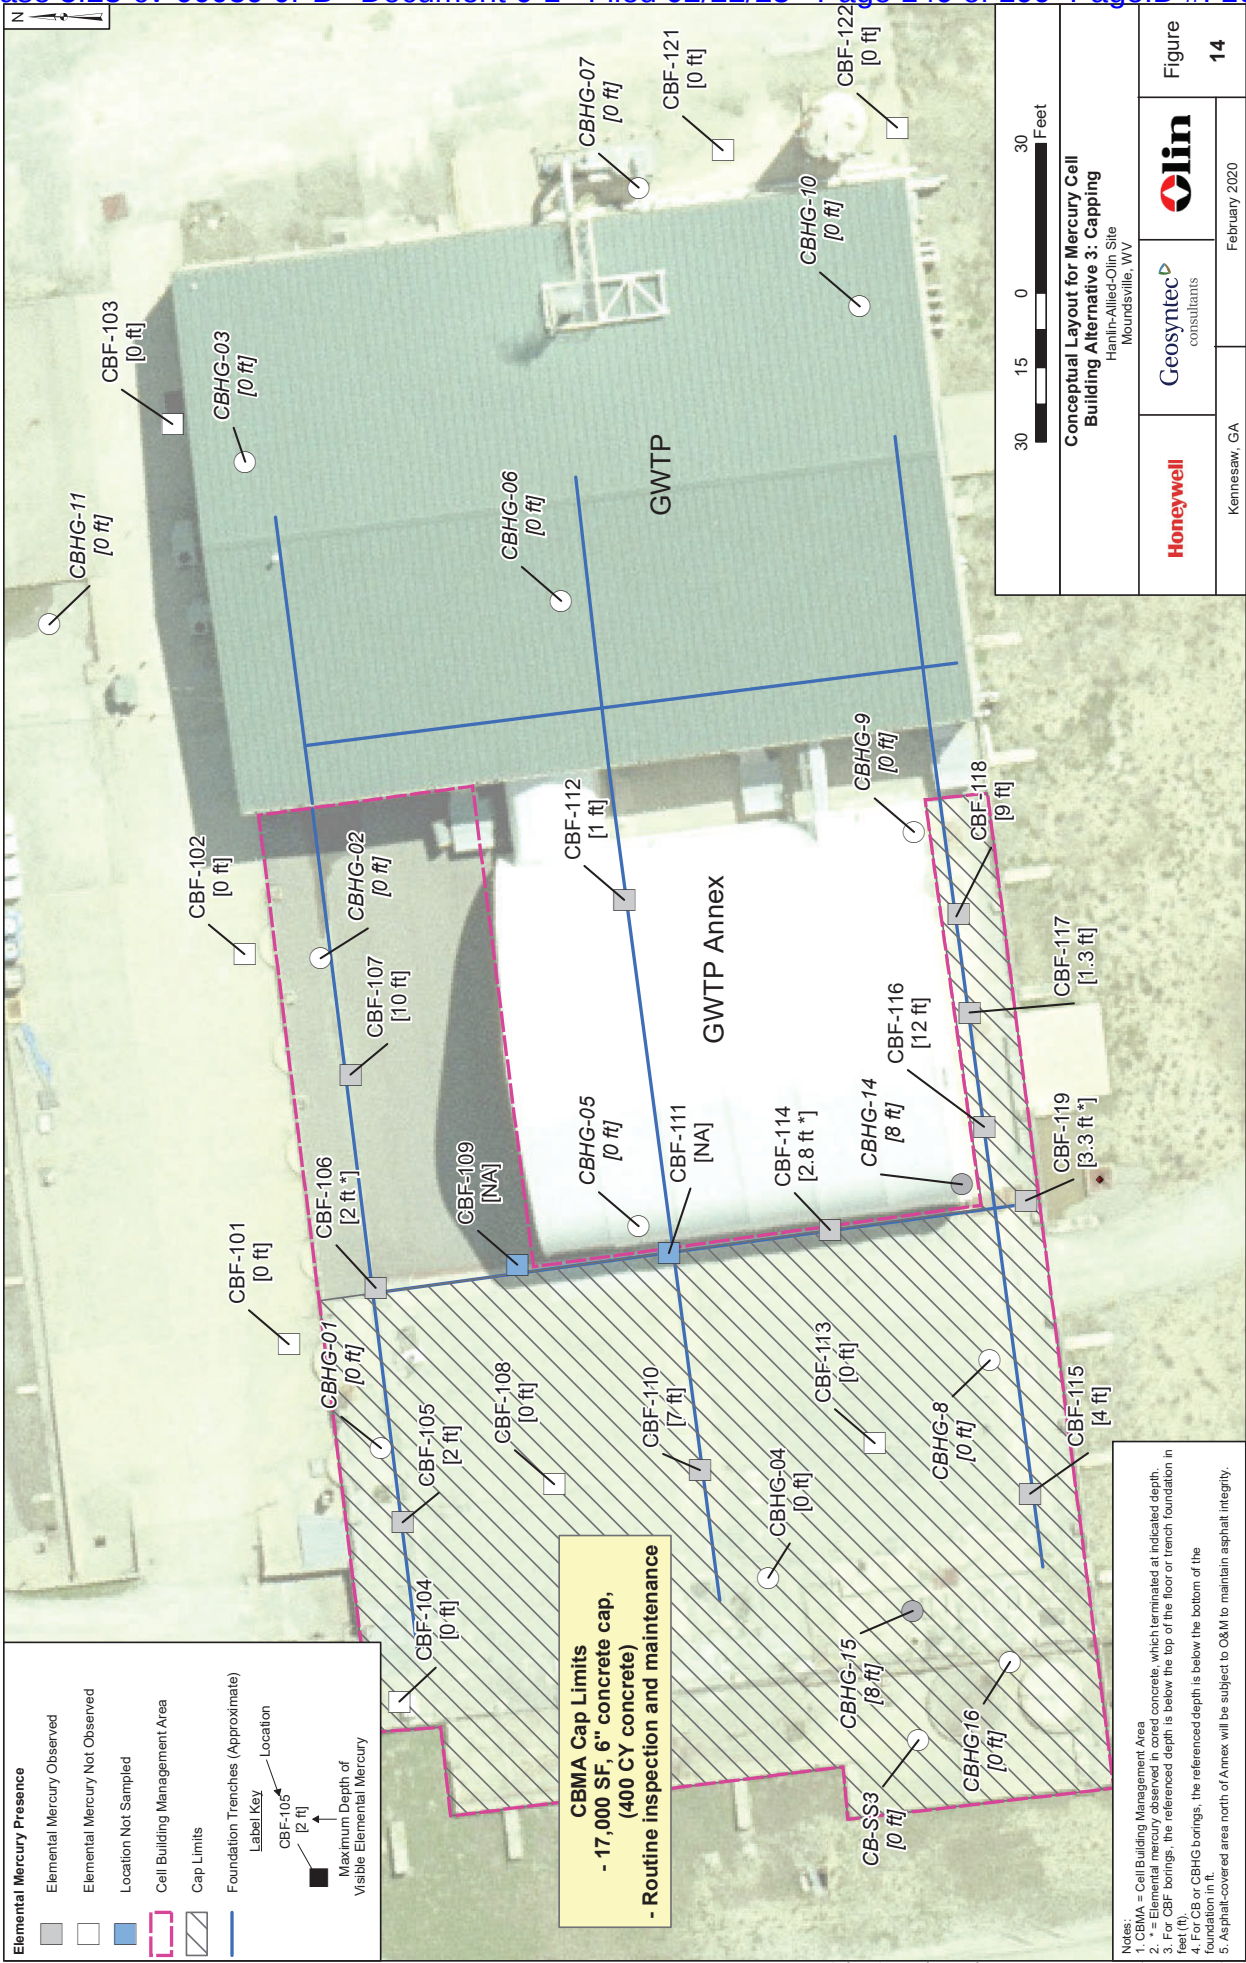 N
Elemental Mercury Presence
Elemental Mercury Observed
Elemental Mercury Not Observed
Location Not Sampled
Cell Building Management Area
Cap Limits
Foundation Trenches (Approximate)
Label Key
Location
CBF-105
[2 ft]
Maximum Depth of
Visible Elemental Mercury
CBF-101
[0 ft]
CBF-102
[0 ft]
CBHG-11
[0 ft]
CBF-103
[0 ft]
CBHG-03
[0 ft]
CBHG-07
[0 ft]
CBF-121
[0 ft]
CBF-122
[0 ft]
CBHG-10
[0 ft]
CBHG-06
[0 ft]
GWTP
CBHG-02
[0 ft]
CBF-107
[10 ft]
CBF-106
[2 ft *]
CBF-109
[NA]
CBHG-01
[0 ft]
CBF-105
[2 ft]
CBF-104
[0 ft]
CBF-108
[0 ft]
CBF-112
[1 ft]
GWTP Annex
CBHG-05
[0 ft]
CBF-111
[NA]
CBF-110
[7 ft]
CBF-114
[2.8 ft *]
CBHG-14
[8 ft]
CBF-116
[12 ft]
CBHG-9
[0 ft]
CBF-118
[9 ft]
CBF-117
[1.3 ft]
CBF-119
[3.3 ft *]
CBF-113
[0 ft]
CBHG-04
[0 ft]
CBHG-8
[0 ft]
CBF-115
[4 ft]
CBHG-15
[8 ft]
CBHG16
[0 ft]
CB-SS3
[0 ft]
CBMA Cap Limits
- 17,000 SF, 6" concrete cap,
(400 CY concrete)
- Routine inspection and maintenance
Notes:
1. CBMA = Cell Building Management Area
2. * = Elemental mercury observed in cored concrete, which terminated at indicated depth.
3. For CBF borings, the referenced depth is below the top of the floor or trench foundation in
feet (ft).
4. For CB or CBHG borings, the referenced depth is below the bottom of the
foundation in ft.
5. Asphalt-covered area north of Annex will be subject to O&M to maintain asphalt integrity.
30 15 0 30
Feet
Conceptual Layout for Mercury Cell
Building Alternative 3: Capping
Hanlin-Allied-Olin Site
Moundsville, WV
Honeywell
Geosyntec
consultants
Olin
Figure
14
Kennesaw, GA
February 2020